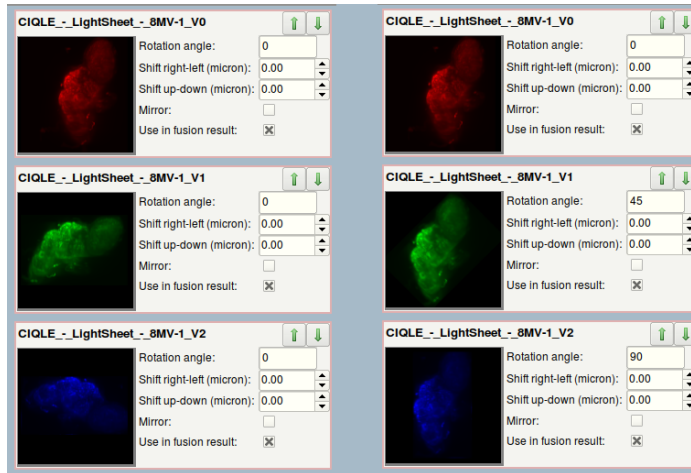 CIQLE_-_LightSheet_-_8MV-1_V0
Rotation angle: 0
Shift right-left (micron): 0.00
Shift up-down (micron): 0.00
Mirror:
Use in fusion result:
CIQLE_-_LightSheet_-_8MV-1_V1
Rotation angle: 0
Shift right-left (micron): 0.00
Shift up-down (micron): 0.00
Mirror:
Use in fusion result:
CIQLE_-_LightSheet_-_8MV-1_V2
Rotation angle: 0
Shift right-left (micron): 0.00
Shift up-down (micron): 0.00
Mirror:
Use in fusion result:
CIQLE_-_LightSheet_-_8MV-1_V0
Rotation angle: 0
Shift right-left (micron): 0.00
Shift up-down (micron): 0.00
Mirror:
Use in fusion result:
CIQLE_-_LightSheet_-_8MV-1_V1
Rotation angle: 45
Shift right-left (micron): 0.00
Shift up-down (micron): 0.00
Mirror:
Use in fusion result:
CIQLE_-_LightSheet_-_8MV-1_V2
Rotation angle: 90
Shift right-left (micron): 0.00
Shift up-down (micron): 0.00
Mirror:
Use in fusion result: